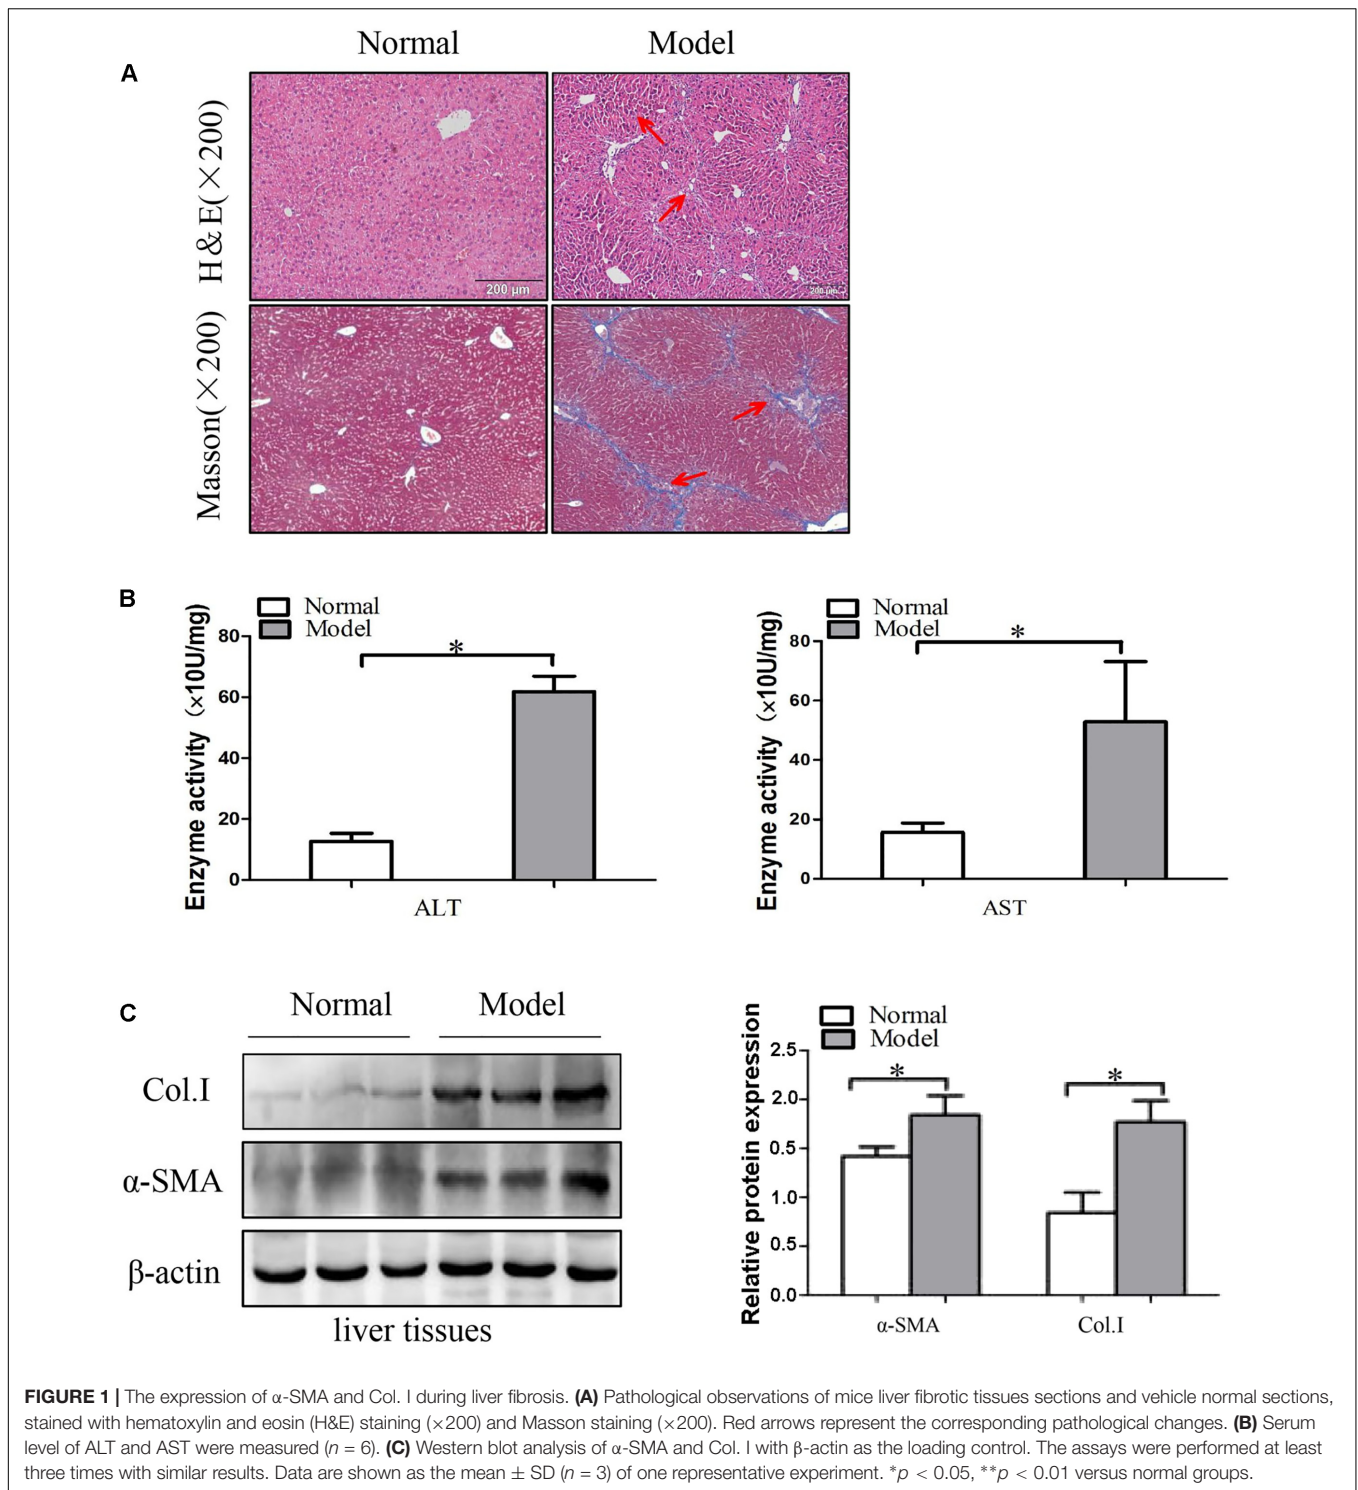 Normal Model
A
H&E(×200)
200 μm
200 μm
Masson(×200)
B
Normal
Model
Enzyme activity (×10U/mg)
80
60
40
20
0
*
ALT
Normal
Model
Enzyme activity (×10U/mg)
80
60
40
20
0
*
AST
C
Normal Model
Col.I
α-SMA
β-actin
liver tissues
Normal
Model
Relative protein expression
2.5
2.0
0.5
1.0
0.5
0.0
* *
α-SMA Col.I
FIGURE 1 | The expression of α-SMA and Col. I during liver fibrosis. (A) Pathological observations of mice liver fibrotic tissues sections and vehicle normal sections,
stained with hematoxylin and eosin (H&E) staining (×200) and Masson staining (×200). Red arrows represent the corresponding pathological changes. (B) Serum
level of ALT and AST were measured (n = 6). (C) Western blot analysis of α-SMA and Col. I with β-actin as the loading control. The assays were performed at least
three times with similar results. Data are shown as the mean ± SD (n = 3) of one representative experiment. *p < 0.05, **p < 0.01 versus normal groups.